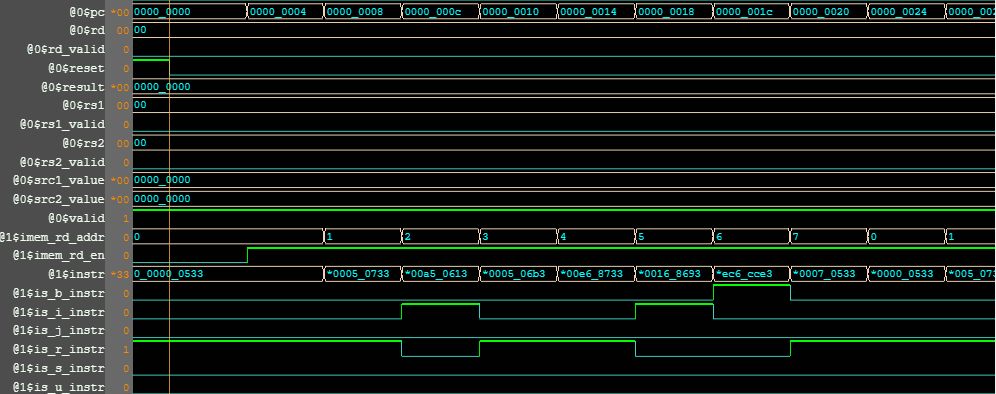 @0$pc *00 0000_0000 0000_0004 0000_0008 0000_000c 0000_0010 0000_0014 0000_0018 0000_001c 0000_0020 0000_0024 0000_002
@0$rd 00 00
@0$rd_valid 0
@0$reset 0
@0$result *00 0000_0000
@0$rs1 00 00
@0$rs1_valid 0
@0$rs2 00 00
@0$rs2_valid 0
@0$src1_value *00 0000_0000
@0$src2_value *00 0000_0000
@0$valid 1
@1$imem_rd_addr 0 0 1 2 3 4 5 6 7 0 1
@1$imem_rd_en 0
@1$instr *33 0_0000_0533 *0005_0733 *00a5_0613 *0005_06b3 *00e6_8733 *0016_8693 *ec6_cce3 *0007_0533 *0000_0533 *005_073
@1$is_b_instr 0
@1$is_i_instr 0
@1$is_j_instr 0
@1$is_r_instr 1
@1$is_s_instr 0
@1$is_u_instr 0